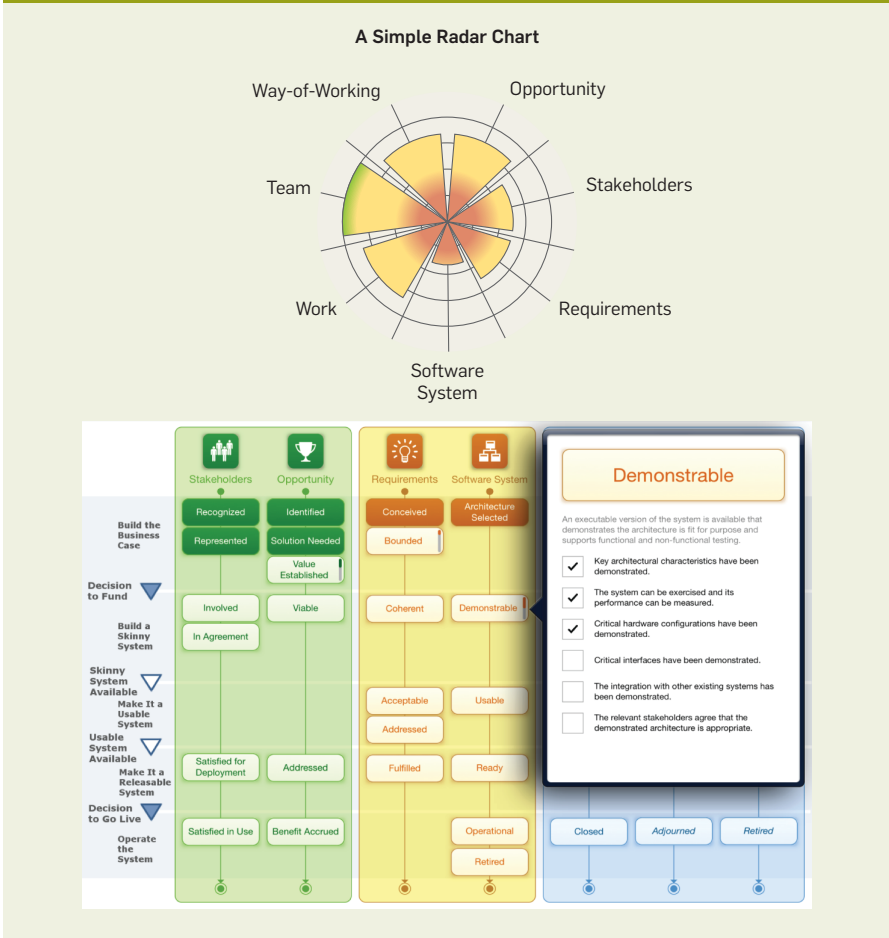 A Simple Radar Chart
Way-of-Working
Opportunity
Team
Stakeholders
Work
Requirements
Software
System
Stakeholders
Opportunity
Requirements
Software System
Build the
Business
Case
Recognized
Identified
Conceived
Architecture
Selected
Represented
Solution Needed
Bounded
Value
Established
Decision
to Fund
Build a
Skinny
System
Involved
Viable
Coherent
Demonstrable
In Agreement
Skinny
System
Available
Make It a
Usable
System
Acceptable
Usable
Addressed
Usable
System
Available
Make It a
Releasable
System
Satisfied for
Deployment
Addressed
Fulfilled
Ready
Decision
to Go Live
Operate
the
System
Satisfied in Use
Benefit Accrued
Operational
Closed
Adjourned
Retired
Retired
Demonstrable
An executable version of the system is available that
demonstrates the architecture is fit for purpose and
supports functional and non-functional testing.
Key architectural characteristics have been
demonstrated.
The system can be exercised and its
performance can be measured.
Critical hardware configurations have been
demonstrated.
Critical interfaces have been demonstrated.
The integration with other existing systems has
been demonstrated.
The relevant stakeholders agree that the
demonstrated architecture is appropriate.